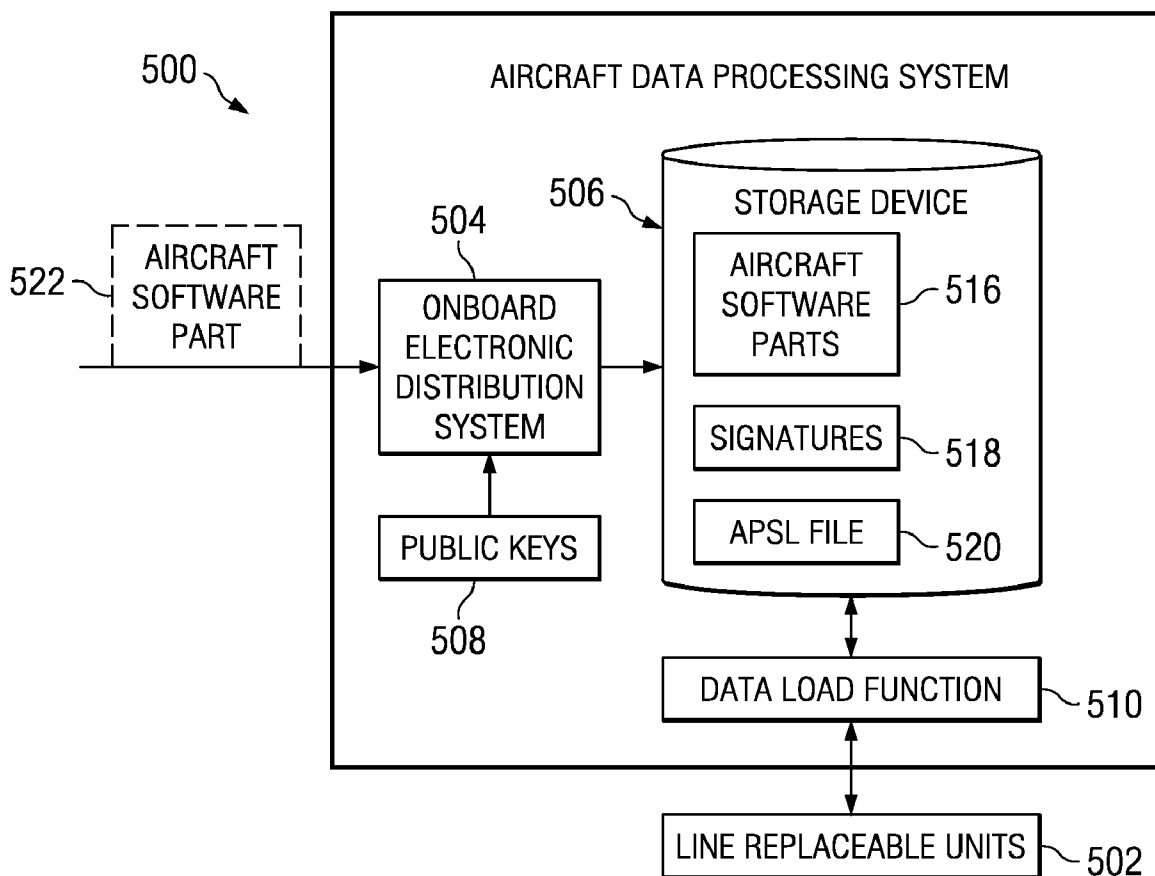 500
AIRCRAFT DATA PROCESSING SYSTEM
506
STORAGE DEVICE
522
AIRCRAFT
SOFTWARE
PART
504
ONBOARD
ELECTRONIC
DISTRIBUTION
SYSTEM
AIRCRAFT
SOFTWARE
PARTS
516
SIGNATURES
518
PUBLIC KEYS
508
APSL FILE
520
DATA LOAD FUNCTION
510
LINE REPLACEABLE UNITS
502